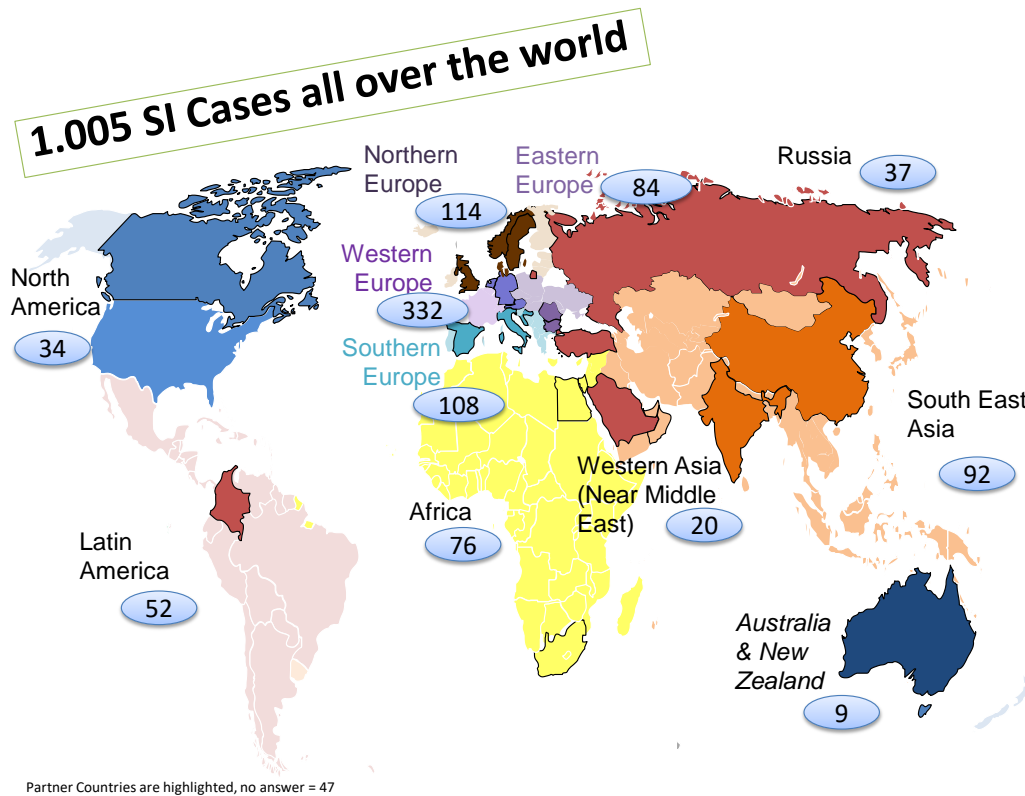 1.005 SI Cases all over the world
Northern
Europe
114
Eastern
Europe
84
Russia
37
North
America
34
Western
Europe
332
Southern
Europe
108
South East
Asia
92
Western Asia
(Near Middle
East)
20
Africa
76
Latin
America
52
Australia
& New
Zealand
9
Partner Countries are highlighted, no answer = 47